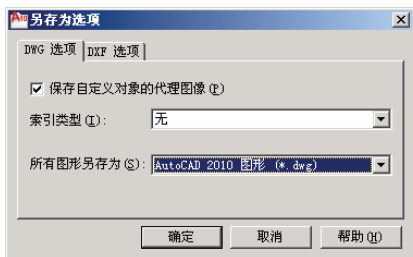 另存为选项
DWG 选项 DXF 选项
保存自定义对象的代理图像(P)
索引类型(I): 无
所有图形另存为(S): AutoCAD 2010 图形 (*.dwg)
确定 取消 帮助(H)